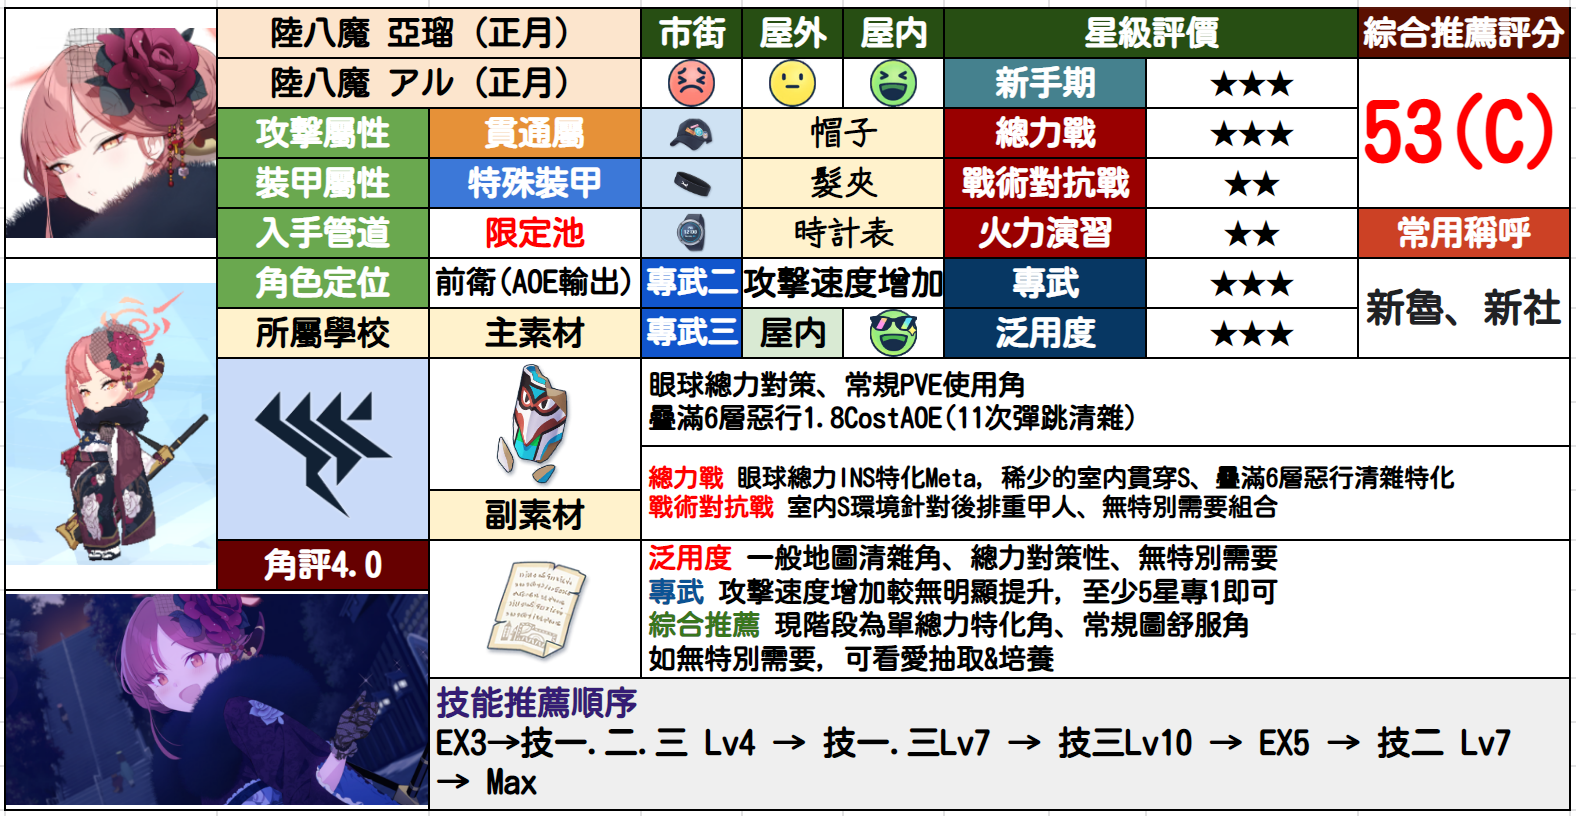 陸八魔 亞瑠 (正月)
市街 屋外 屋内 星級評價 綜合推薦評分
陸八魔 アル (正月)
新手期 ★★★
53(C)
攻擊屬性 貫通屬 帽子 總力戰 ★★★
裝甲屬性 特殊裝甲 髮夾 戰術對抗戰 ★★
入手管道 限定池 時計表 火力演習 ★★ 常用稱呼
角色定位 前衛(AOE輸出) 專武二 攻擊速度增加 專武 ★★★
新魯、新社
所屬學校 主素材 專武三 屋内 泛用度 ★★★
眼球總力對策、常規PVE使用角
疊滿6層惡行1.8CostAOE(11次彈跳清雜)
總力戰 眼球總力INS特化Meta, 稀少的室内貫穿S、疊滿6層惡行清雜特化
戰術對抗戰 室内S環境針對後排重甲人、無特別需要組合
副素材
角評4.0
泛用度 一般地圖清雜角、總力對策性、無特別需要
專武 攻擊速度增加較無明顯提升, 至少5星專1即可
綜合推薦 現階段為單總力特化角、常規圖舒服角
如無特別需要, 可看愛抽取&培養
技能推薦順序
EX3→技一.二.三 Lv4 → 技一.三Lv7 → 技三Lv10 → EX5 → 技二 Lv7
→ Max